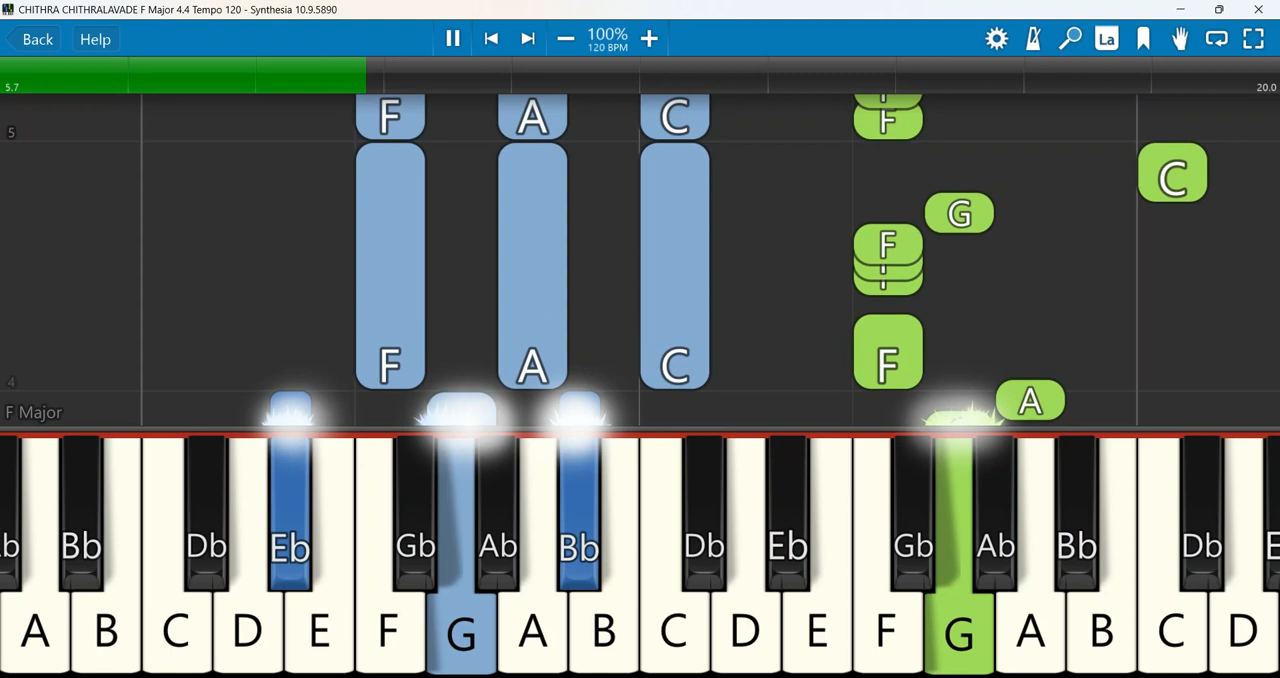 CHITHRA CHITHRALAVADE F Major 4.4 Tempo 120 - Synthesia 10.9.5890
Back Help 100% La
120 BPM
5.7 20.0
F A C F
5
C
G
F
F A C F
4
A
F Major
Bb Db Eb Gb Ab Bb Db Eb Gb Ab Bb Db
A B C D E F G A B C D E F G A B C D